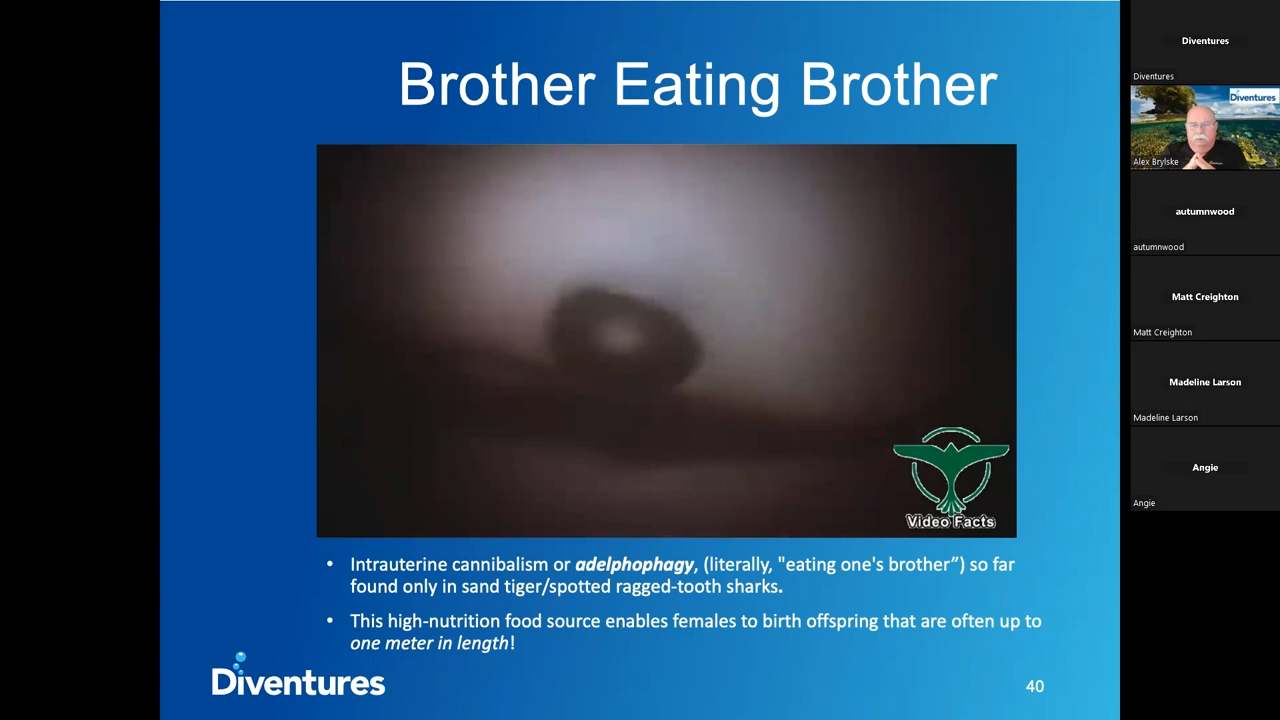 Brother Eating Brother
Video Facts
• Intrauterine cannibalism or adelphophagy, (literally, "eating one's brother”) so far
found only in sand tiger/spotted ragged-tooth sharks.
• This high-nutrition food source enables females to birth offspring that are often up to
one meter in length!
Diventures
40
Diventures
Diventures
Diventures
Alex Brylske
autumnwood
autumnwood
Matt Creighton
Matt Creighton
Madeline Larson
Madeline Larson
Angie
Angie